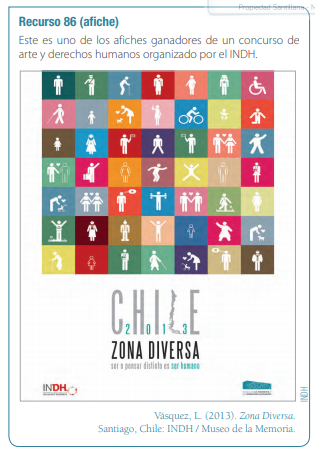 Propiedad Santillana
Recurso 86 (afiche)
Este es uno de los afiches ganadores de un concurso de
arte y derechos humanos organizado por el INDH.
CHILE
2013
ZONA DIVERSA
ser o pensar distinto es ser humano
INDH
INDH
Vásquez, L. (2013). Zona Diversa.
Santiago, Chile: INDH / Museo de la Memoria.